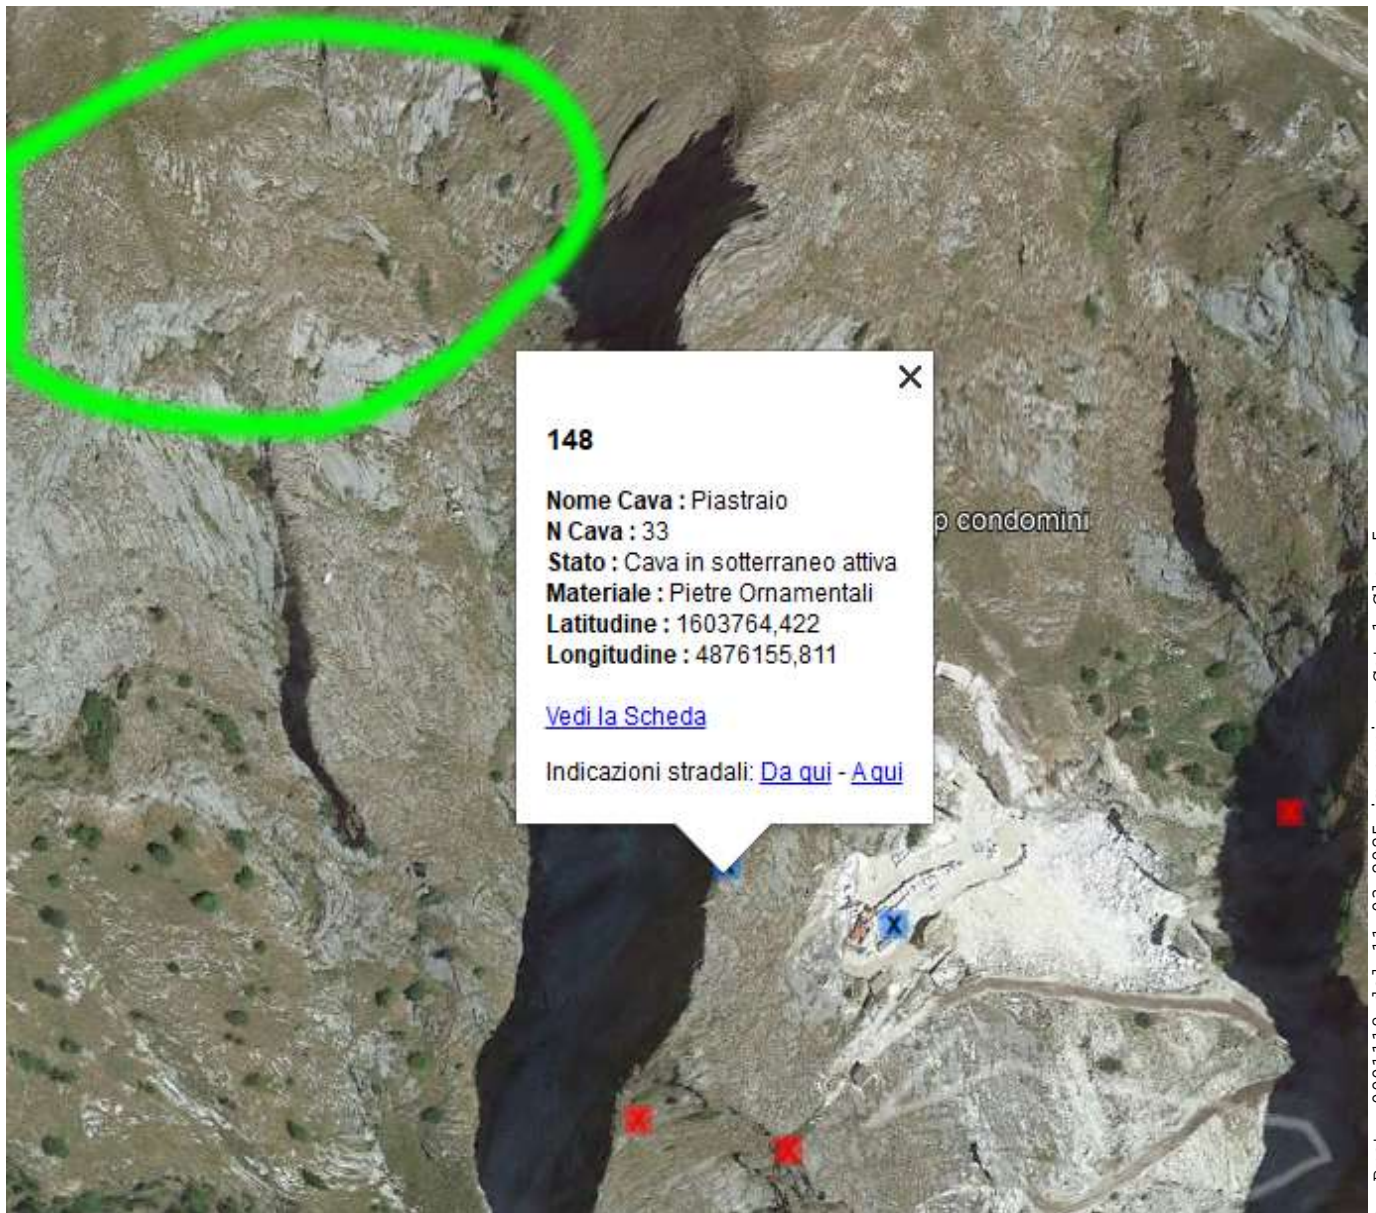 148
Nome Cava : Piastraio
N Cava : 33
Stato : Cava in sotterraneo attiva
Materiale : Pietre Ornamentali
Latitudine : 1603764,422
Longitudine : 4876155,811
Vedi la Scheda
Indicazioni stradali: Da qui - A qui
p condomini